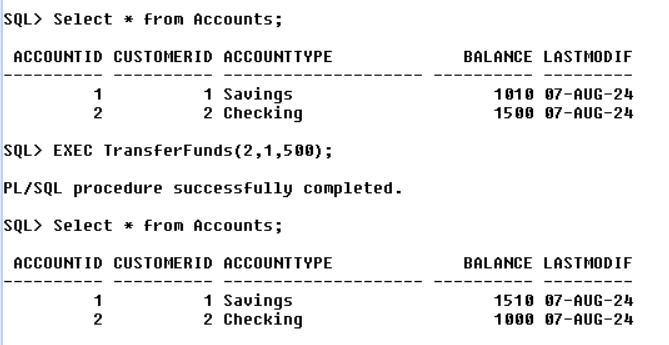 SQL> Select * from Accounts;
ACCOUNTID CUSTOMERID ACCOUNTTYPE                 BALANCE LASTMODIF
---------- ---------- -------------------- ---------- ---------
         1          1 Savings                    1010 07-AUG-24
         2          2 Checking                   1500 07-AUG-24
SQL> EXEC TransferFunds(2,1,500);
PL/SQL procedure successfully completed.
SQL> Select * from Accounts;
ACCOUNTID CUSTOMERID ACCOUNTTYPE                 BALANCE LASTMODIF
---------- ---------- -------------------- ---------- ---------
         1          1 Savings                    1510 07-AUG-24
         2          2 Checking                   1000 07-AUG-24